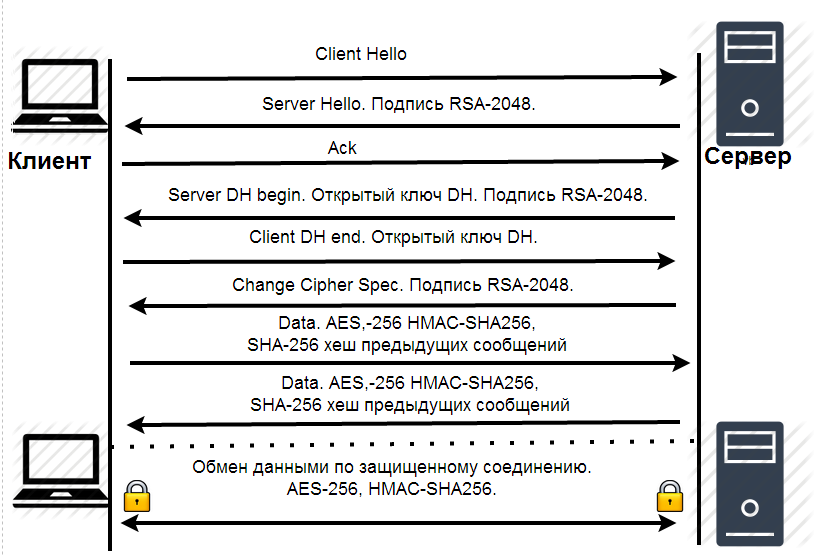 Client Hello
Server Hello. Подпись RSA-2048.
Клиент
Ack
Сервер
Server DH begin. Открытый ключ DH. Подпись RSA-2048.
Client DH end. Открытый ключ DH.
Change Cipher Spec. Подпись RSA-2048.
Data. AES,-256 HMAC-SHA256,
SHA-256 хеш предыдущих сообщений
Data. AES,-256 HMAC-SHA256,
SHA-256 хеш предыдущих сообщений
Обмен данными по защищенному соединению.
AES-256, HMAC-SHA256.